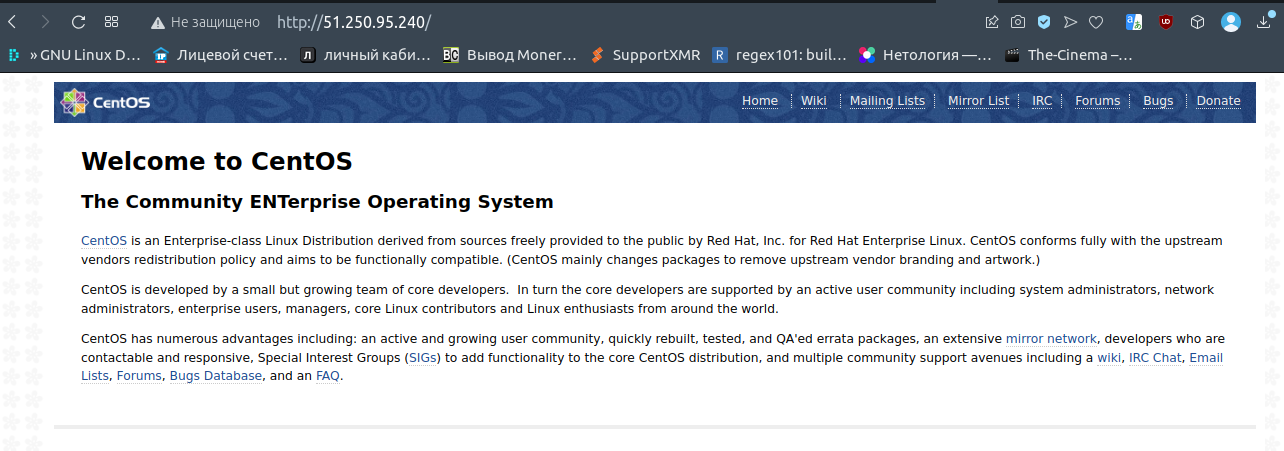 Не защищено http://51.250.95.240/
» GNU Linux D... Лицевой счет... личный каби... Вывод Moner... SupportXMR regex101: buil... Нетология —... The-Cinema –...
CentOS Home Wiki Mailing Lists Mirror List IRC Forums Bugs Donate
Welcome to CentOS
The Community ENTerprise Operating System
CentOS is an Enterprise-class Linux Distribution derived from sources freely provided to the public by Red Hat, Inc. for Red Hat Enterprise Linux. CentOS conforms fully with the upstream
vendors redistribution policy and aims to be functionally compatible. (CentOS mainly changes packages to remove upstream vendor branding and artwork.)
CentOS is developed by a small but growing team of core developers. In turn the core developers are supported by an active user community including system administrators, network
administrators, enterprise users, managers, core Linux contributors and Linux enthusiasts from around the world.
CentOS has numerous advantages including: an active and growing user community, quickly rebuilt, tested, and QA'ed errata packages, an extensive mirror network, developers who are
contactable and responsive, Special Interest Groups (SIGs) to add functionality to the core CentOS distribution, and multiple community support avenues including a wiki, IRC Chat, Email
Lists, Forums, Bugs Database, and an FAQ.